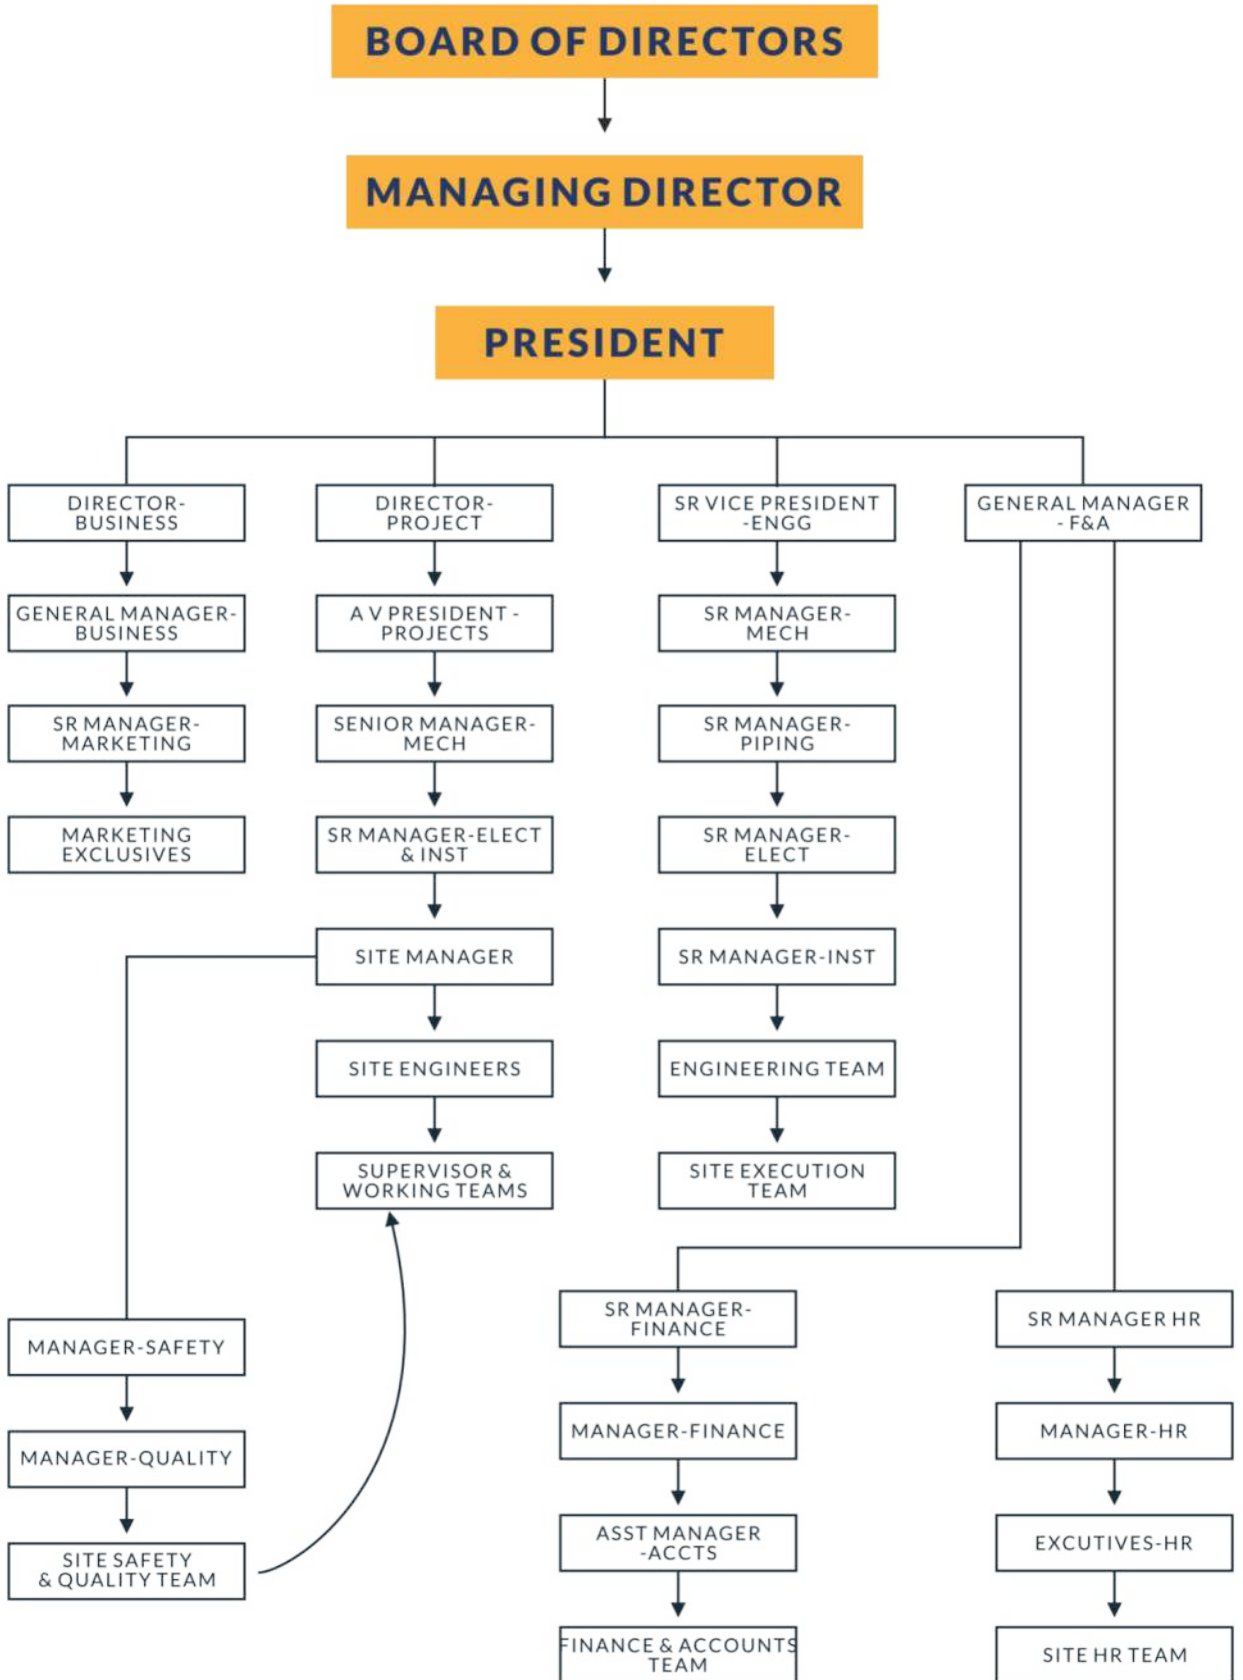 BOARD OF DIRECTORS
MANAGING DIRECTOR
PRESIDENT
DIRECTOR-
BUSINESS
GENERAL MANAGER-
BUSINESS
SR MANAGER-
MARKETING
MARKETING
EXCLUSIVES
DIRECTOR-
PROJECT
A V PRESIDENT -
PROJECTS
SENIOR MANAGER-
MECH
SR MANAGER-ELECT
& INST
SITE MANAGER
SITE ENGINEERS
SUPERVISOR &
WORKING TEAMS
MANAGER-SAFETY
MANAGER-QUALITY
SITE SAFETY
& QUALITY TEAM
SR VICE PRESIDENT
-ENGG
SR MANAGER-
MECH
SR MANAGER-
PIPING
SR MANAGER-
ELECT
SR MANAGER-INST
ENGINEERING TEAM
SITE EXECUTION
TEAM
GENERAL MANAGER
- F&A
SR MANAGER-
FINANCE
MANAGER-FINANCE
ASST MANAGER
-ACCTS
FINANCE & ACCOUNTS
TEAM
SR MANAGER HR
MANAGER-HR
EXCUTIVES-HR
SITE HR TEAM